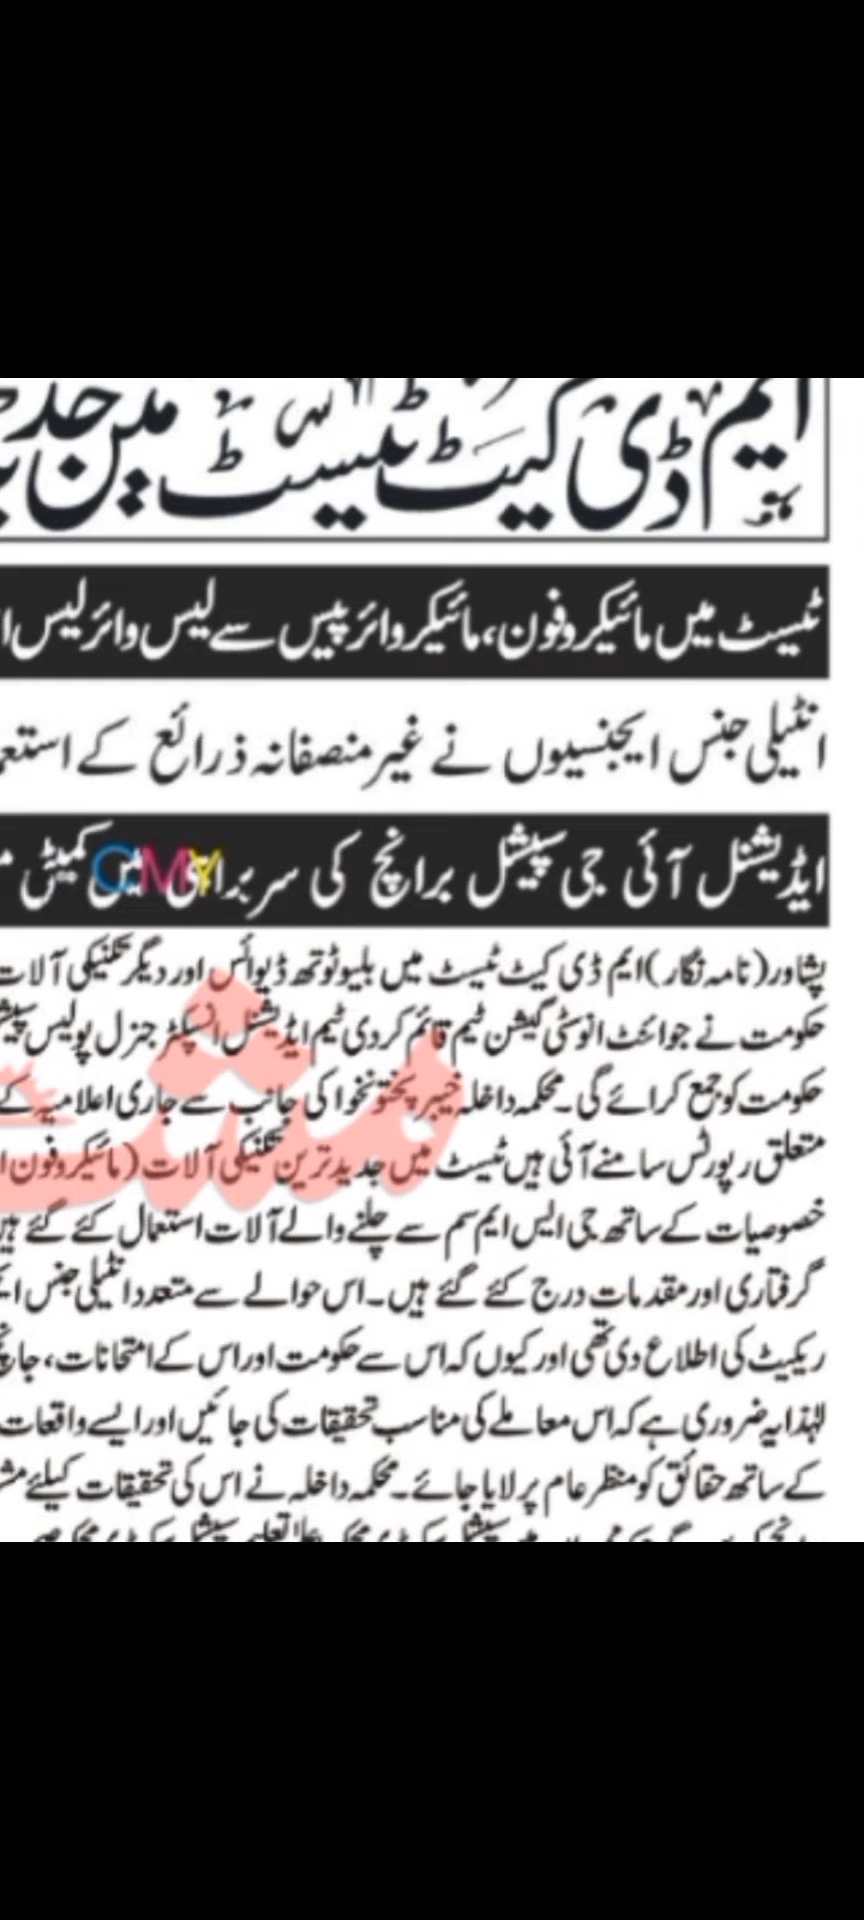 ایم ڈی کیٹ ٹیسٹ میں
ٹیسٹ میں مائیکروفون، مائیکرو ائرپیس سے لیس وائرلیس
انٹیلی جنس ایجنسیوں نے غیر منصفانہ ذرائع کے
ایڈیشنل آئی جی سپیشل برانچ کی سربراہی میں کمیٹی
CMY
پشاور (نامہ نگار) ایم ڈی کیٹ ٹیسٹ میں بلیوٹوتھ ڈیوائس اور دیگر تکنیکی آلات
حکومت نے جوائنٹ انوسٹی گیشن ٹیم قائم کردی ٹیم ایڈیشنل انسپکٹر جنرل پولیس
حکومت کو جمع کرائے گی۔ محکمہ داخلہ خیبر پختونخوا کی جانب سے جاری اعلامیہ کے
متعلق رپورٹس سامنے آئی ہیں ٹیسٹ میں جدید ترین تکنیکی آلات (مائیکروفون
خصوصیات کے ساتھ جی ایس ایم سم سے چلنے والے آلات استعمال کئے گئے
گرفتاری اور مقدمات درج کئے گئے ہیں۔ اس حوالے سے متعدد انٹیلی جنس
ریکیٹ کی اطلاع دی تھی اور کیوں کہ اس سے حکومت اور اس کے امتحانات،
لہٰذا یہ ضروری ہے کہ اس معاملے کی مناسب تحقیقات کی جائیں اور ایسے واقعات
کے ساتھ حقائق کو منظر عام پر لایا جائے۔ محکمہ داخلہ نے اس کی تحقیقات کیلئے